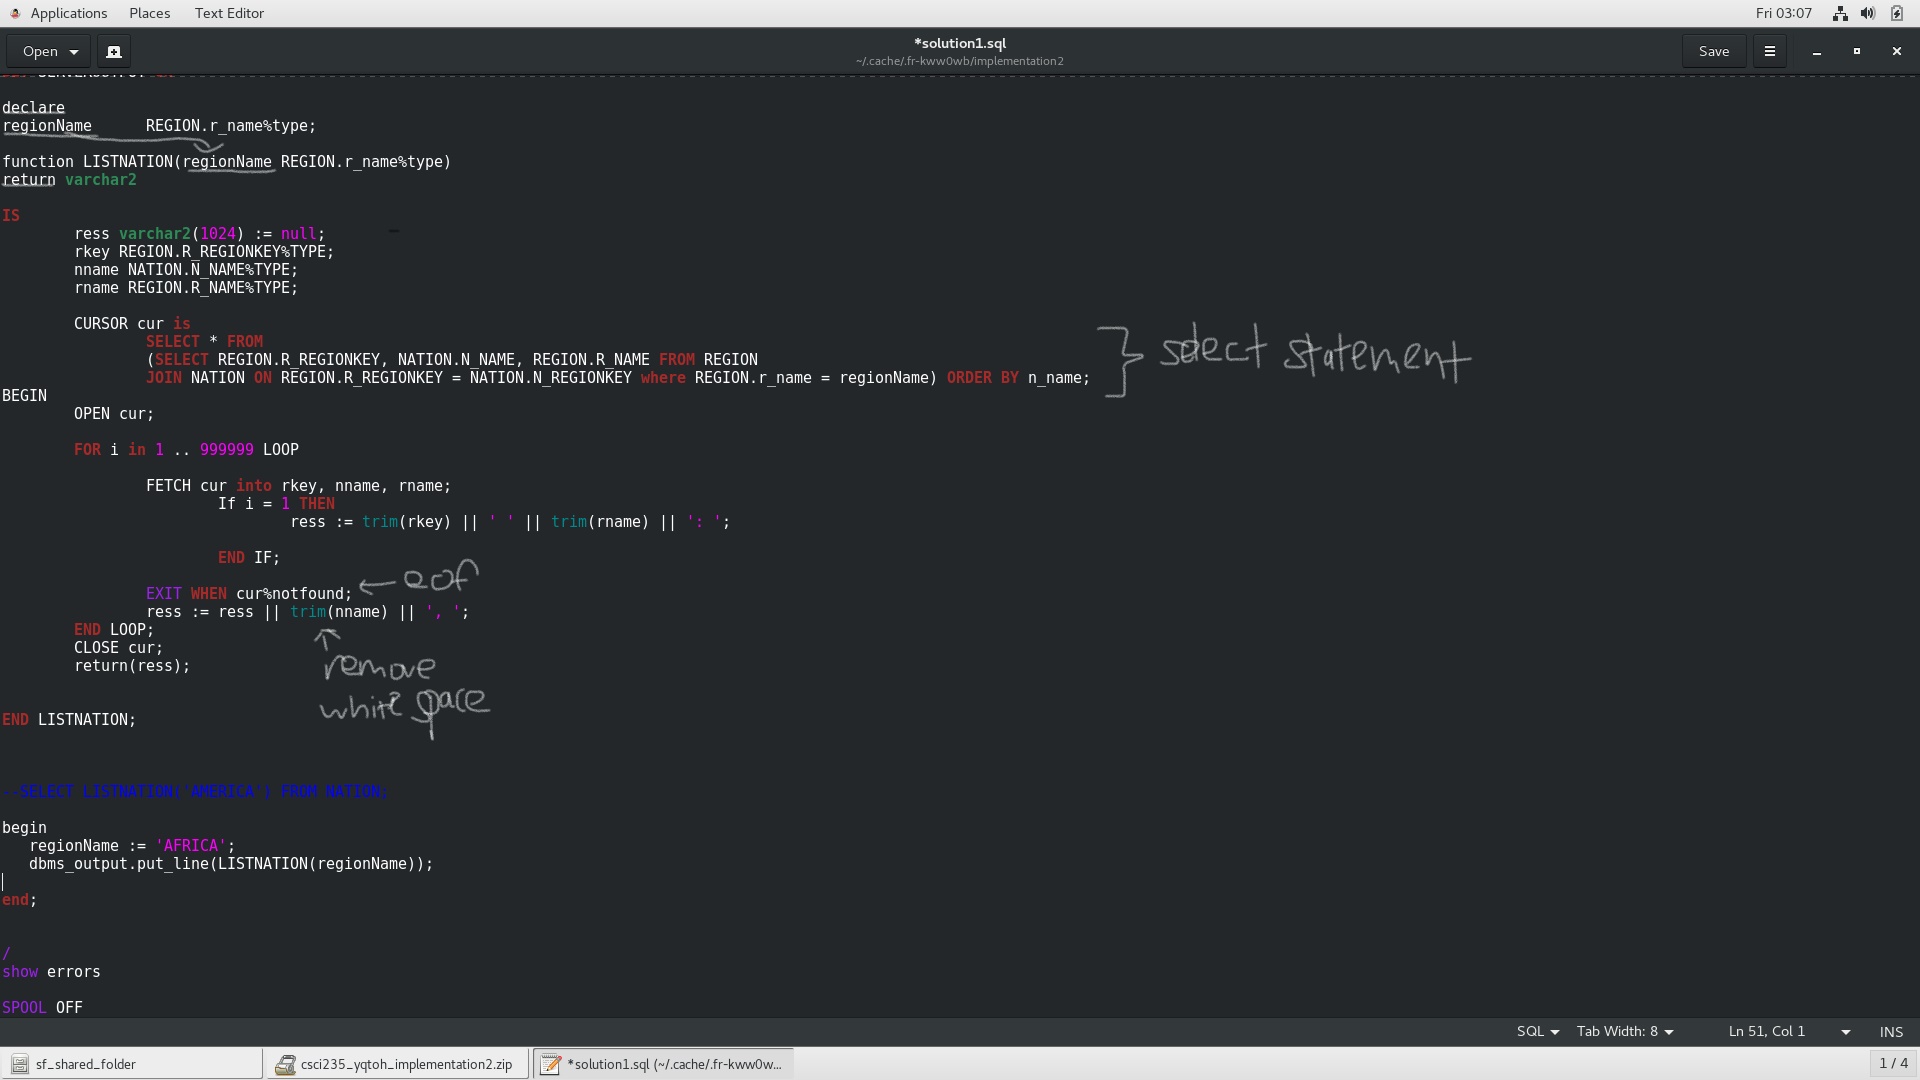 Applications Places Text Editor Fri 03:07
Open *solution1.sql Save
~/.cache/.fr-kww0wb/implementation2
declare
regionName REGION.r_name%type;
function LISTNATION(regionName REGION.r_name%type)
return varchar2
IS
ress varchar2(1024) := null;
rkey REGION.R_REGIONKEY%TYPE;
nname NATION.N_NAME%TYPE;
rname REGION.R_NAME%TYPE;
CURSOR cur is
SELECT * FROM
(SELECT REGION.R_REGIONKEY, NATION.N_NAME, REGION.R_NAME FROM REGION
JOIN NATION ON REGION.R_REGIONKEY = NATION.N_REGIONKEY where REGION.r_name = regionName) ORDER BY n_name;
select statement
BEGIN
OPEN cur;
FOR i in 1 .. 999999 LOOP
FETCH cur into rkey, nname, rname;
If i = 1 THEN
ress := trim(rkey) || ' ' || trim(rname) || ': ';
END IF;
EXIT WHEN cur%notfound; ← eof
ress := ress || trim(nname) || ', ';
END LOOP;
CLOSE cur;
return(ress);
remove
white space
END LISTNATION;
--SELECT LISTNATION('AMERICA') FROM NATION;
begin
regionName := 'AFRICA';
dbms_output.put_line(LISTNATION(regionName));
end;
/
show errors
SPOOL OFF
SQL Tab Width: 8 Ln 51, Col 1 INS
sf_shared_folder csci235_yqtoh_implementation2.zip *solution1.sql (~/.cache/.fr-kww0w... 1 / 4